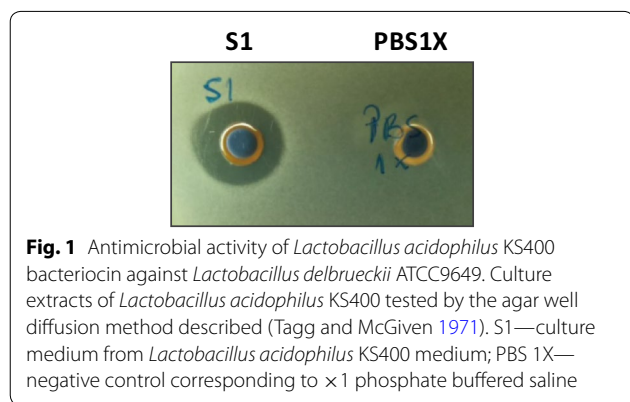 S1 PBS1X
S1
PBS
1X
Fig. 1 Antimicrobial activity of Lactobacillus acidophilus KS400
bacteriocin against Lactobacillus delbrueckii ATCC9649. Culture
extracts of Lactobacillus acidophilus KS400 tested by the agar well
diffusion method described (Tagg and McGiven 1971). S1—culture
medium from Lactobacillus acidophilus KS400 medium; PBS 1X—
negative control corresponding to ×1 phosphate buffered saline